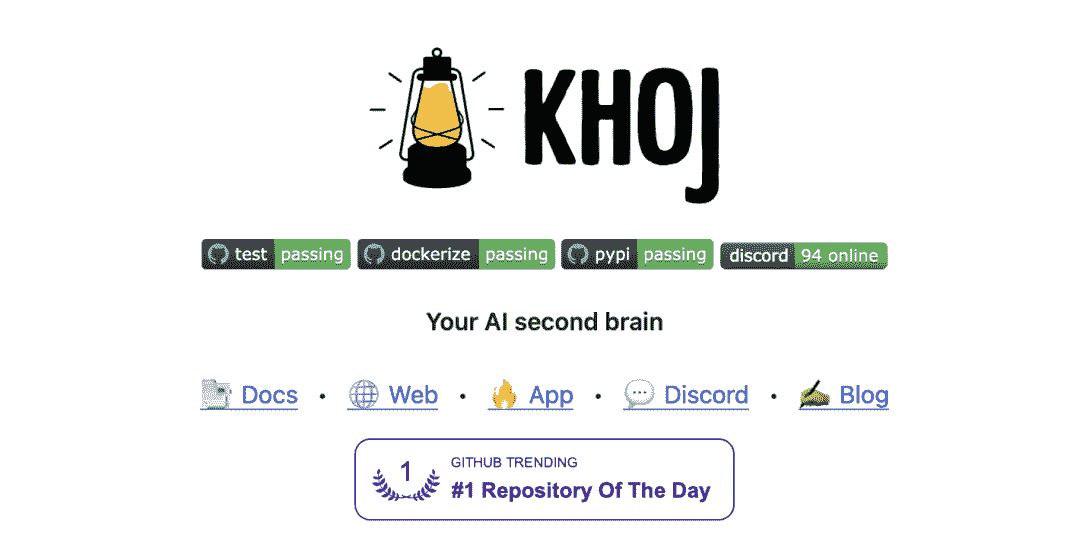 KHOJ
test passing dockerize passing pypi passing discord 94 online
Your AI second brain
Docs • Web • App • Discord • Blog
1
GITHUB TRENDING
#1 Repository Of The Day